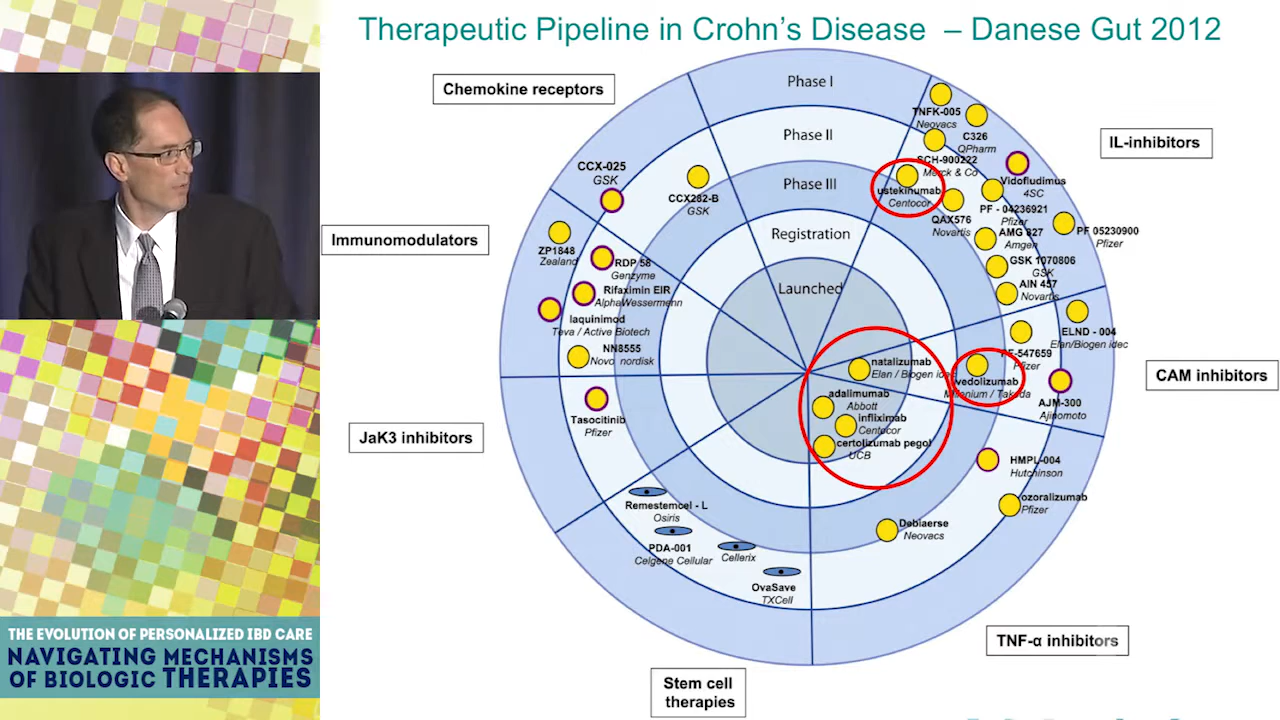 Therapeutic Pipeline in Crohn's Disease – Danese Gut 2012
Chemokine receptors
Phase I
Phase II
Phase III
Registration
Launched
IL-inhibitors
TNFK-005
Neovacs
C326
QPharm
SCH-900222
Merck & Co
ustekinumab
Centocor
Vidofludimus
4SC
PF - 04236921
Pfizer
QAX576
Novartis
AMG 827
Amgen
PF 05230900
Pfizer
GSK 1070806
GSK
AIN 457
Novartis
CCX-025
GSK
CCX282-B
GSK
Immunomodulators
ZP1848
Zealand
RDP 58
Genzyme
Rifaximin EIR
AlphaWessermenn
laquinimod
Teva / Active Biotech
NN8555
Novo nordisk
ELND - 004
Elan/Biogen idec
PF-547659
Pfizer
natalizumab
Elan / Biogen idec
vedolizumab
Millenium / Takeda
CAM inhibitors
AJM-300
Ajinomoto
adalimumab
Abbott
infliximab
Centocor
certolizumab pegol
UCB
JaK3 inhibitors
Tasocitinib
Pfizer
HMPL-004
Hutchinson
ozoralizumab
Pfizer
Debiaerse
Neovacs
Remestemcel - L
Osiris
PDA-001
Celgene Cellular
Cellerix
OvaSave
TXCell
TNF-α inhibitors
Stem cell
therapies
THE EVOLUTION OF PERSONALIZED IBD CARE
NAVIGATING MECHANISMS
OF BIOLOGIC THERAPIES